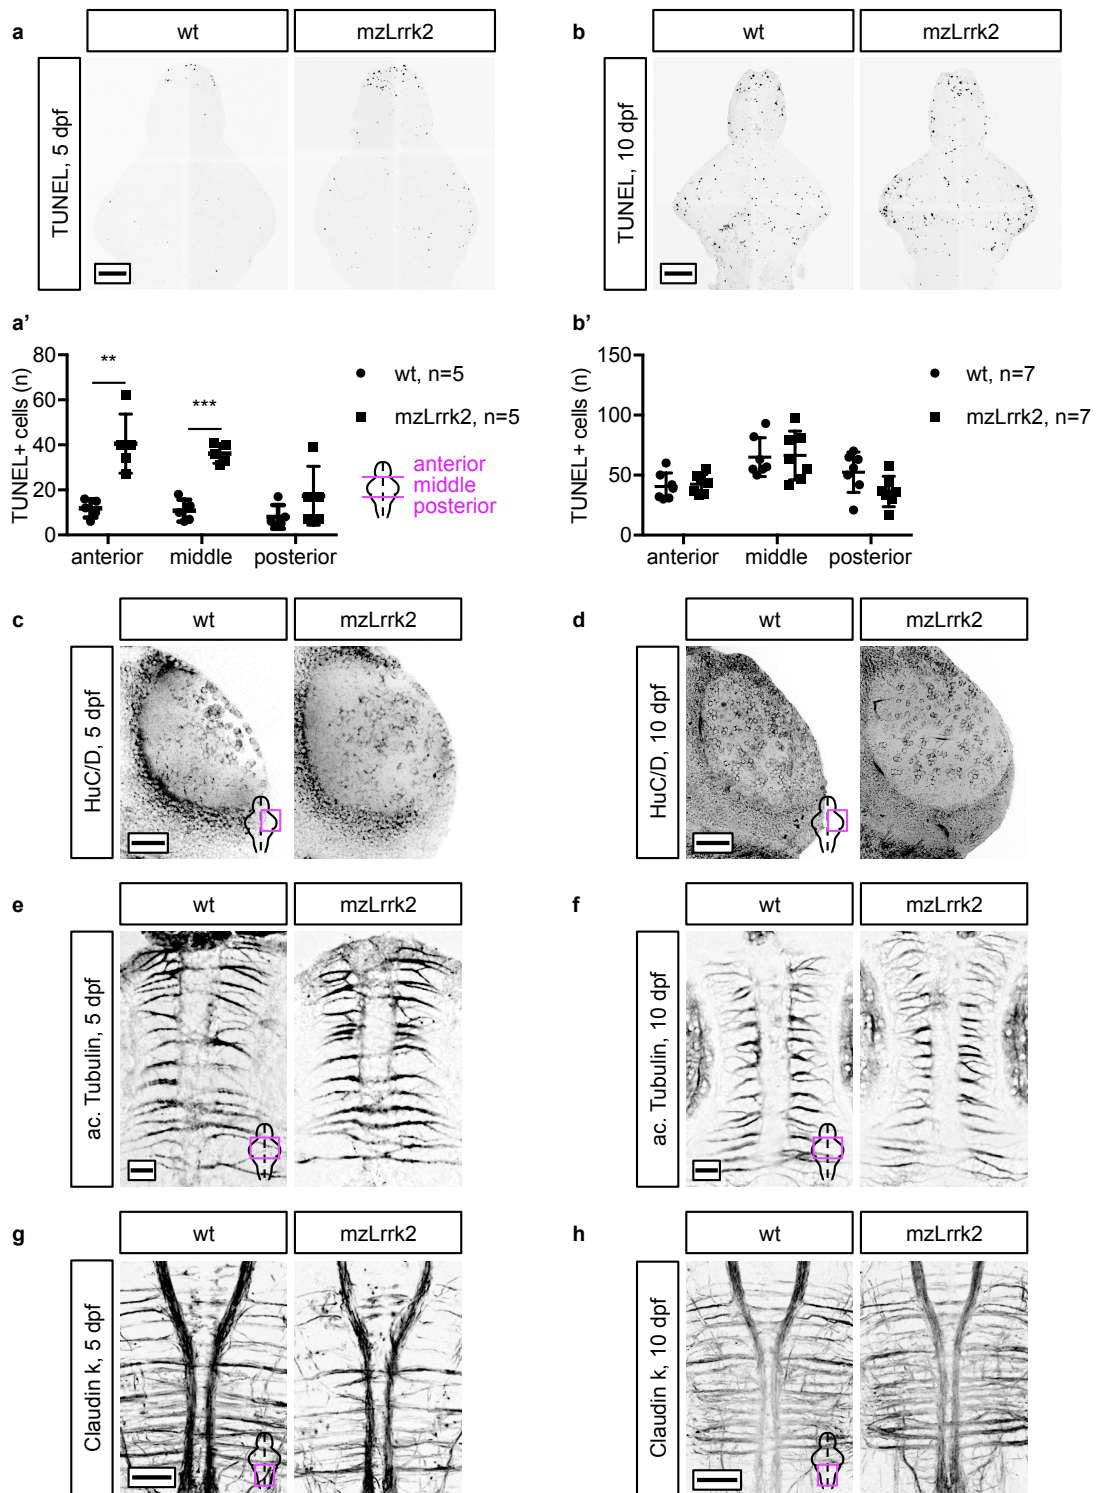 a
wt
mzLrrk2
TUNEL, 5 dpf
b
wt
mzLrrk2
TUNEL, 10 dpf
a'
TUNEL+ cells (n)
80
60
40
20
0
**
***
anterior
middle
posterior
wt, n=5
mzLrrk2, n=5
anterior
middle
posterior
b'
TUNEL+ cells (n)
150
100
50
0
anterior
middle
posterior
wt, n=7
mzLrrk2, n=7
c
wt
mzLrrk2
HuC/D, 5 dpf
d
wt
mzLrrk2
HuC/D, 10 dpf
e
wt
mzLrrk2
ac. Tubulin, 5 dpf
f
wt
mzLrrk2
ac. Tubulin, 10 dpf
g
wt
mzLrrk2
Claudin k, 5 dpf
h
wt
mzLrrk2
Claudin k, 10 dpf